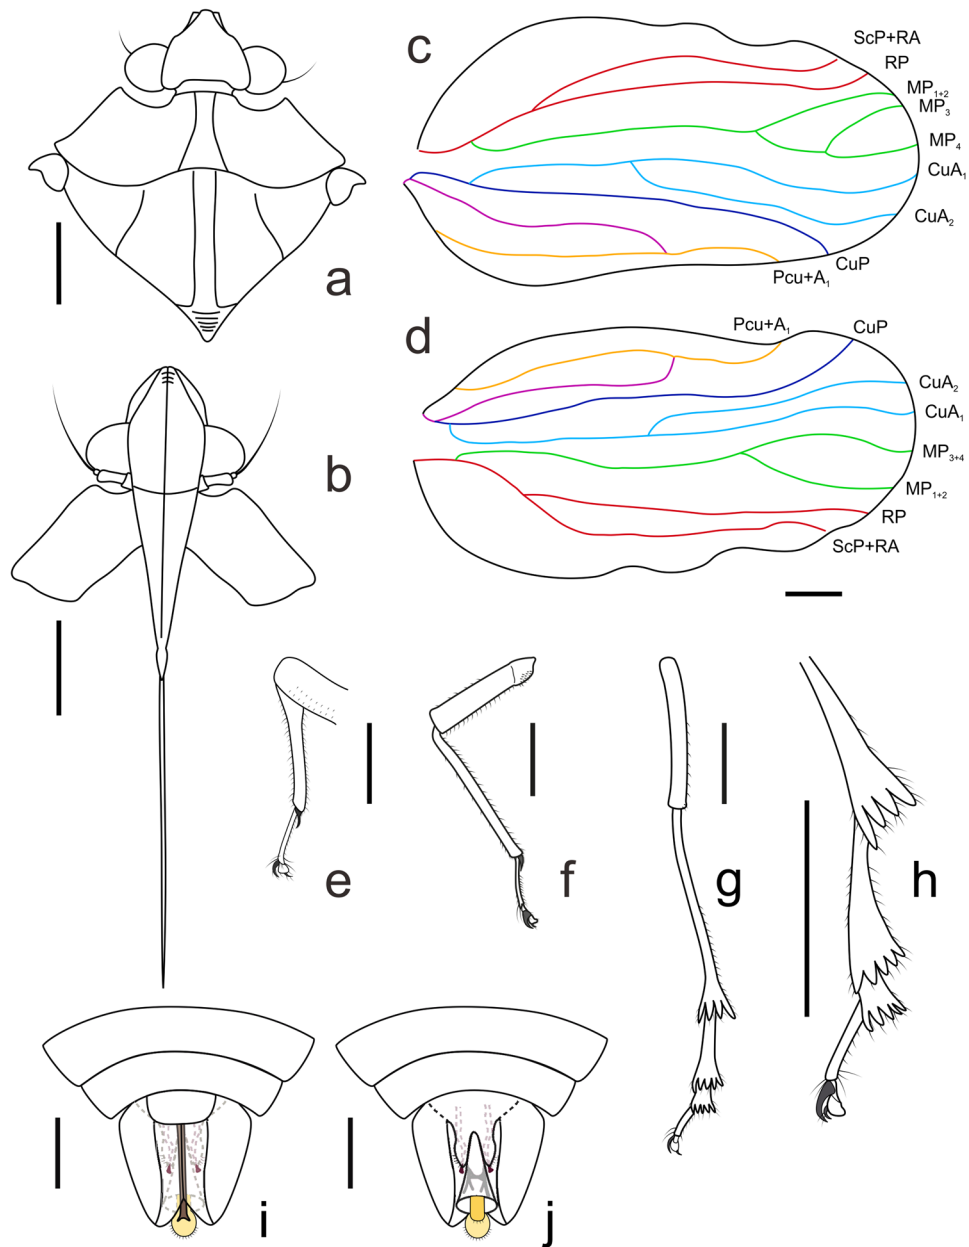 a
c
ScP+RA
RP
MP1+2
MP3
MP4
CuA1
CuA2
CuP
Pcu+A1
b
d
Pcu+A1
CuP
CuA2
CuA1
MP3+4
MP1+2
RP
ScP+RA
e
f
g
h
i
j